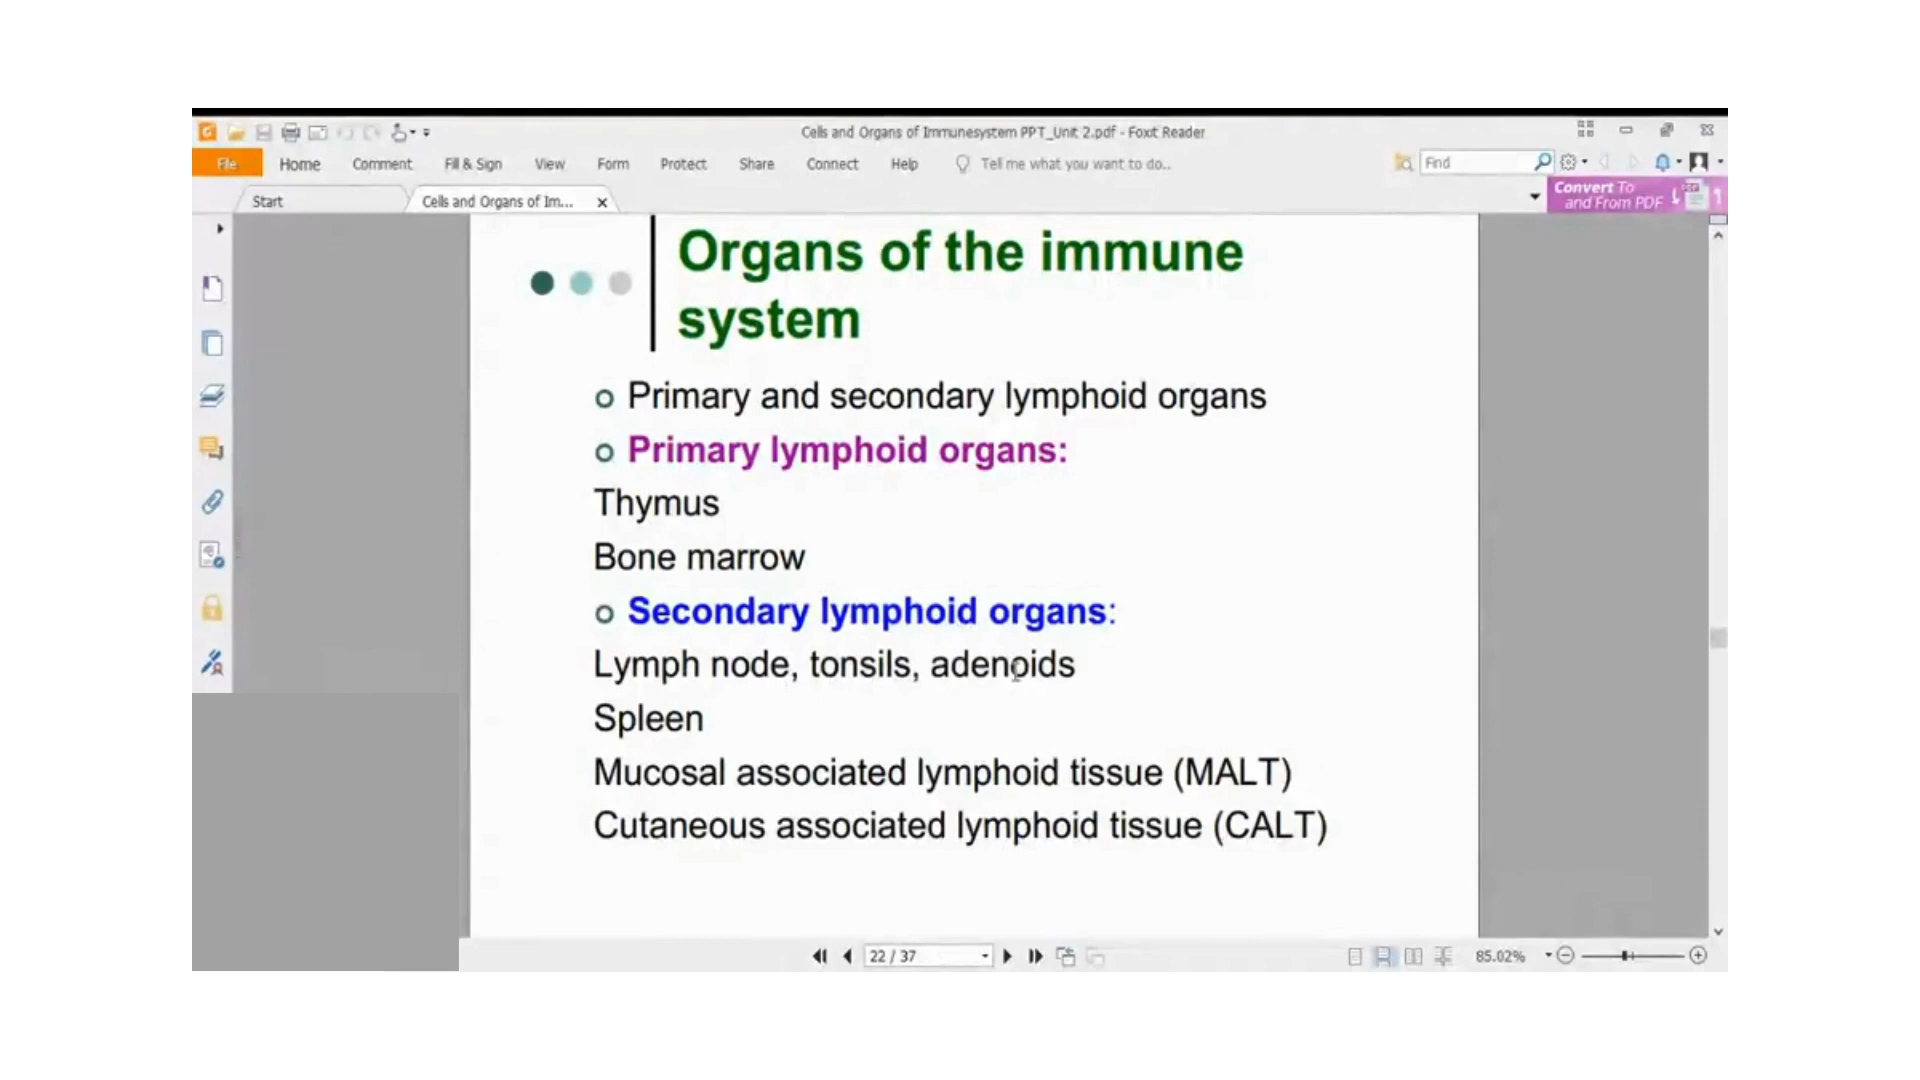 Cells and Organs of Immunesystem PPT_Unit 2.pdf - Foxit Reader
File Home Comment Fill & Sign View Form Protect Share Connect Help Tell me what you want to do.. Find
Start Cells and Organs of Im... Convert To
and From PDF
Organs of the immune
system
Primary and secondary lymphoid organs
Primary lymphoid organs:
Thymus
Bone marrow
Secondary lymphoid organs:
Lymph node, tonsils, adenoids
Spleen
Mucosal associated lymphoid tissue (MALT)
Cutaneous associated lymphoid tissue (CALT)
22 / 37 85.02%